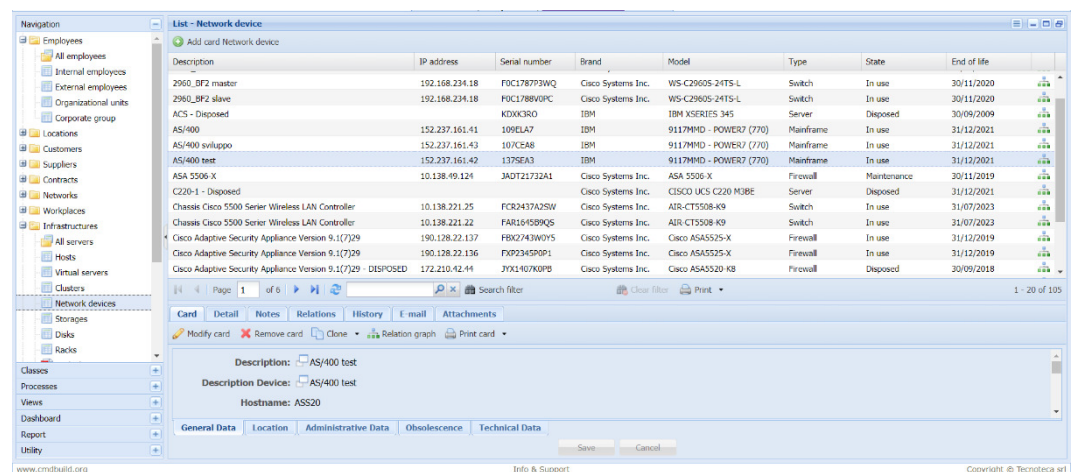 Navigation
Employees
All employees
Internal employees
External employees
Organizational units
Corporate group
Locations
Customers
Suppliers
Contracts
Networks
Workplaces
Infrastructures
All servers
Hosts
Virtual servers
Clusters
Network devices
Storages
Disks
Racks
Classes
Processes
Views
Dashboard
Report
Utility
List - Network device
Add card Network device
Description IP address Serial number Brand Model Type State End of life
2960_BF2 master 192.168.234.18 F0C1787P3WQ Cisco Systems Inc. WS-C2960S-24TS-L Switch In use 30/11/2020
2960_BF2 slave 192.168.234.18 F0C1788V0PC Cisco Systems Inc. WS-C2960S-24TS-L Switch In use 30/11/2020
ACS - Disposed KDXK3RO IBM IBM XSERIES 345 Server Disposed 30/09/2009
AS/400 152.237.161.41 109ELA7 IBM 9117MMD - POWER7 (770) Mainframe In use 31/12/2021
AS/400 sviluppo 152.237.161.43 107CEA8 IBM 9117MMD - POWER7 (770) Mainframe In use 31/12/2021
AS/400 test 152.237.161.42 137SEA3 IBM 9117MMD - POWER7 (770) Mainframe In use 31/12/2021
ASA 5506-X 10.138.49.124 JADT21732A1 Cisco Systems Inc. ASA 5506-X Firewall Maintenance 30/11/2019
C220-1 - Disposed Cisco Systems Inc. CISCO UCS C220 M3BE Server Disposed 31/12/2021
Chassis Cisco 5500 Serier Wireless LAN Controller 10.138.221.25 FCR2437A2SW Cisco Systems Inc. AIR-CT5508-K9 Switch In use 31/07/2023
Chassis Cisco 5500 Serier Wireless LAN Controller 10.138.221.22 FAR1645B9QS Cisco Systems Inc. AIR-CT5508-K9 Switch In use 31/07/2023
Cisco Adaptive Security Appliance Version 9.1(7)29 190.128.22.137 FBX2743W0Y5 Cisco Systems Inc. Cisco ASA5525-X Firewall In use 31/12/2019
Cisco Adaptive Security Appliance Version 9.1(7)29 190.128.22.136 FXP2345P0P1 Cisco Systems Inc. Cisco ASA5525-X Firewall In use 31/12/2019
Cisco Adaptive Security Appliance Version 9.1(7)29 - DISPOSED 172.210.42.44 JYX1407K0PB Cisco Systems Inc. Cisco ASA5520-K8 Firewall Disposed 30/09/2018
Page 1 of 6 Search filter Clear filter Print 1 - 20 of 105
Card Detail Notes Relations History E-mail Attachments
Modify card Remove card Clone Relation graph Print card
Description: AS/400 test
Description Device: AS/400 test
Hostname: ASS20
General Data Location Administrative Data Obsolescence Technical Data
Save Cancel
www.cmdbuild.org Info & Support Copyright © Tecnoteca srl